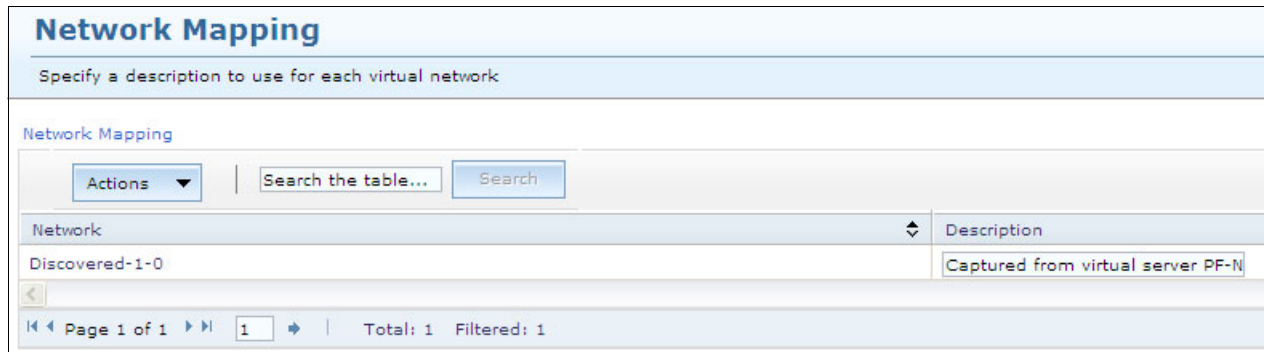 Network Mapping
Specify a description to use for each virtual network
Network Mapping
Actions
Search the table...
Search
Network
Description
Discovered-1-0
Captured from virtual server PF-N
Page 1 of 1
1
Total: 1 Filtered: 1